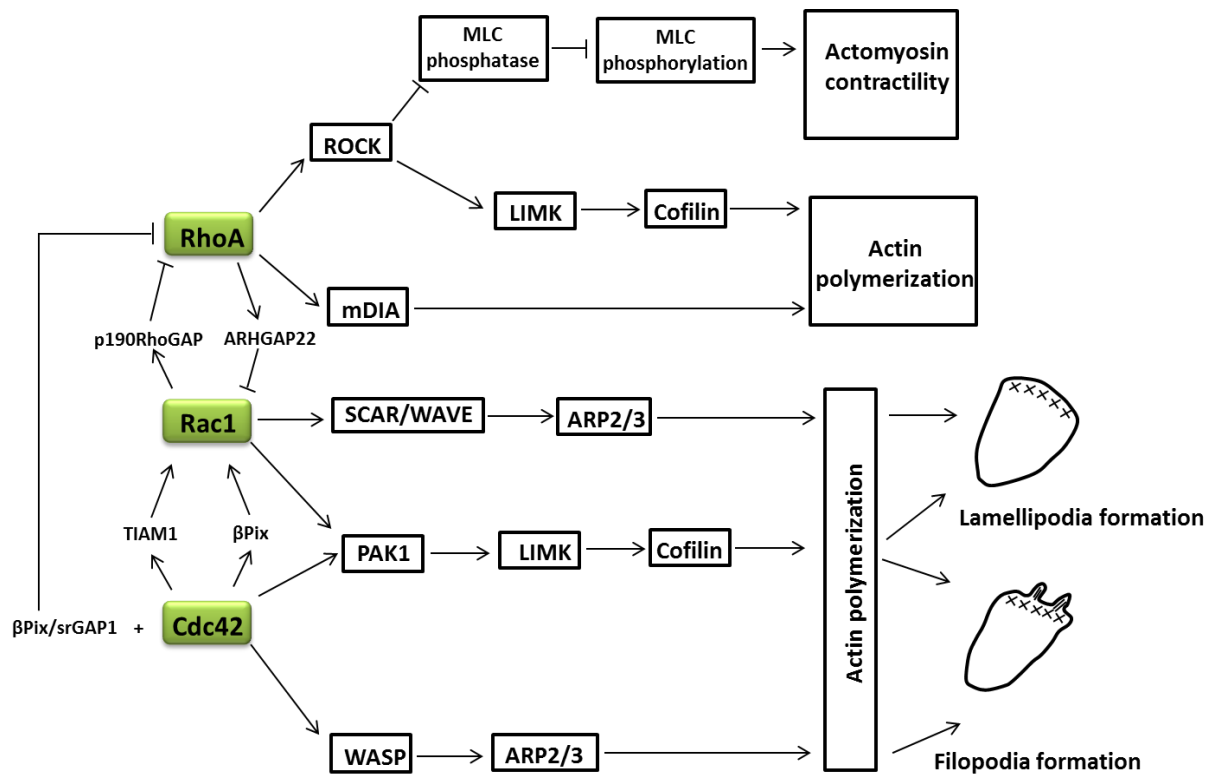 MLC
phosphatase
MLC
phosphorylation
Actomyosin
contractility
ROCK
LIMK
Cofilin
RhoA
Actin
polymerization
mDIA
p190RhoGAP
ARHGAP22
Rac1
SCAR/WAVE
ARP2/3
Lamellipodia formation
TIAM1
βPix
PAK1
LIMK
Cofilin
Actin polymerization
βPix/srGAP1 +
Cdc42
WASP
ARP2/3
Filopodia formation